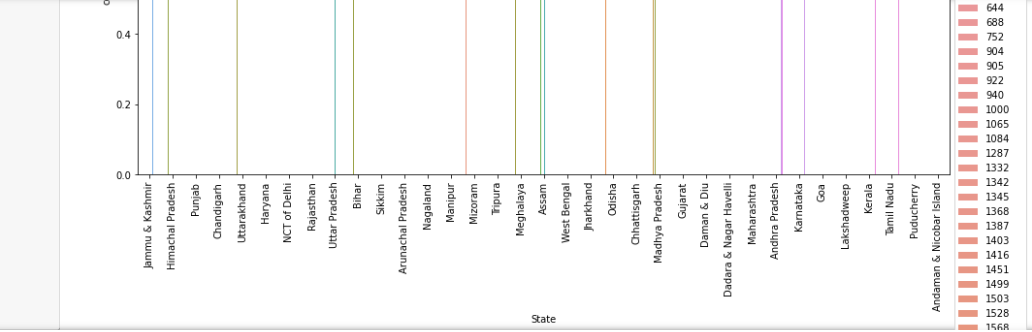 0.4
0.2
0.0
Jammu & Kashmir
Himachal Pradesh
Punjab
Chandigarh
Uttarakhand
Haryana
NCT of Delhi
Rajasthan
Uttar Pradesh
Bihar
Sikkim
Arunachal Pradesh
Nagaland
Manipur
Mizoram
Tripura
Meghalaya
Assam
West Bengal
Jharkhand
Odisha
Chhattisgarh
Madhya Pradesh
Gujarat
Daman & Diu
Dadara & Nagar Havelli
Maharashtra
Andhra Pradesh
Karnataka
Goa
Lakshadweep
Kerala
Tamil Nadu
Puducherry
Andaman & Nicobar Island
State
644
688
752
904
905
922
940
1000
1065
1084
1287
1332
1342
1345
1368
1387
1403
1416
1451
1499
1503
1528
1568